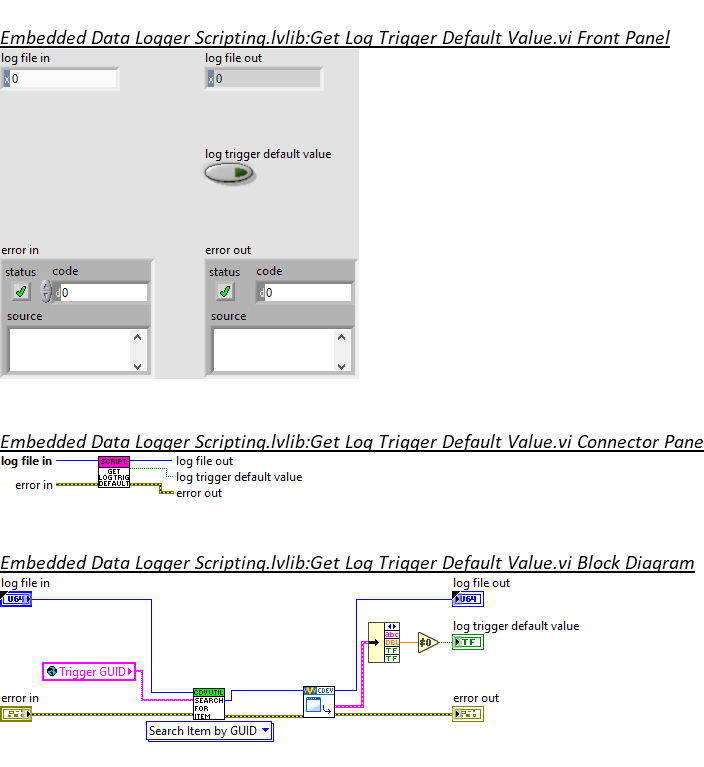 Embedded Data Logger Scripting.lvlib:Get Log Trigger Default Value.vi Front Panel
log file in log file out
x 0 x 0
log trigger default value
error in error out
status code status code
d 0 d 0
source source
Embedded Data Logger Scripting.lvlib:Get Log Trigger Default Value.vi Connector Pane
log file in SCRIPT log file out
GET
LOG TRIG
DEFAULT
log trigger default value
error in error out
Embedded Data Logger Scripting.lvlib:Get Log Trigger Default Value.vi Block Diagram
log file in log file out
U64 U64
log trigger default value
abc
DBL ≠0 TF
TF
TF
Trigger GUID
error in error out
CDV UTIL CDEV
SEARCH
FOR
ITEM
Search Item by GUID